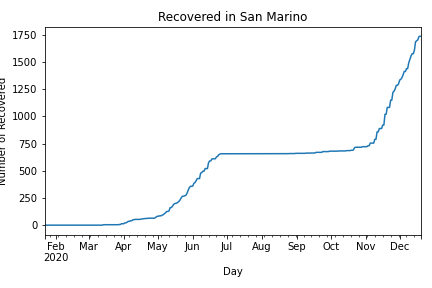 Recovered in San Marino
Number of Recovered
1750
1500
1250
1000
750
500
250
0
Feb Mar Apr May Jun Jul Aug Sep Oct Nov Dec
2020
Day